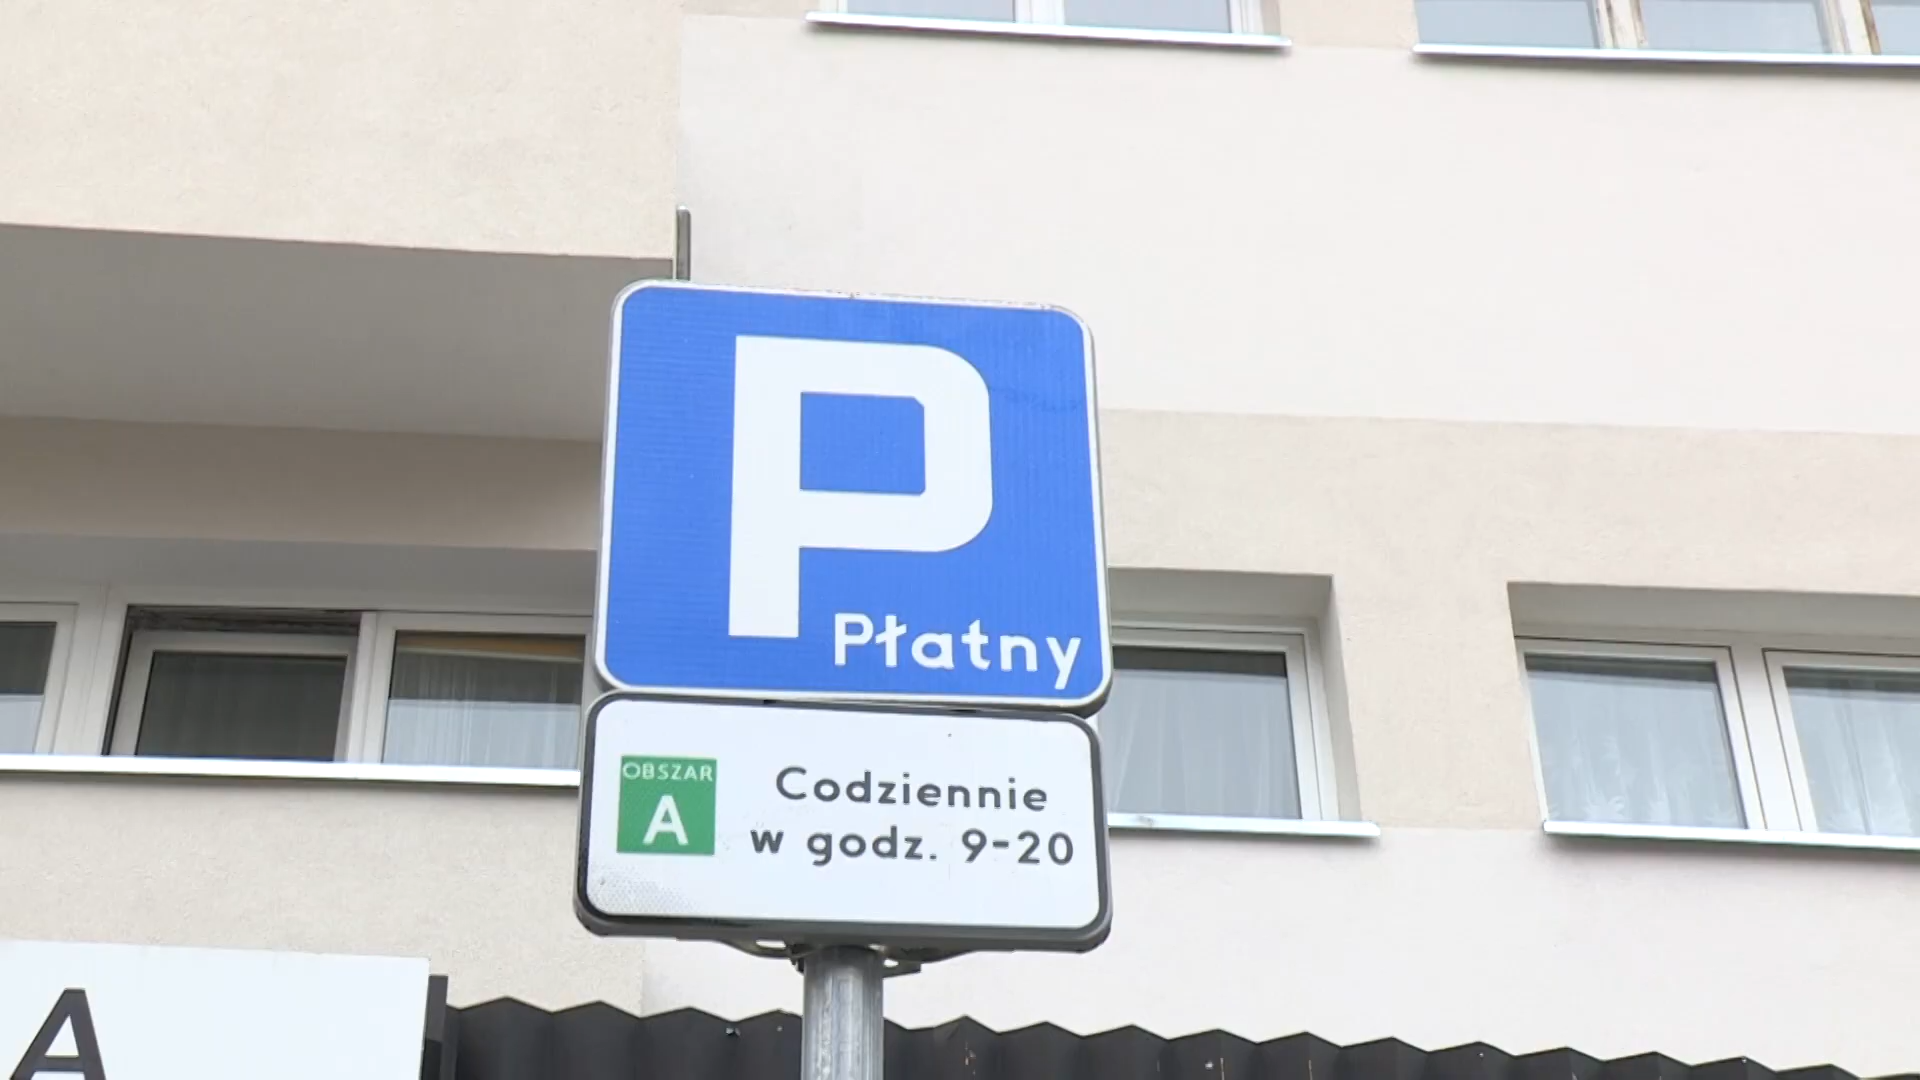 P
Płatny
OBSZAR
A
Codziennie
w godz. 9-20
A